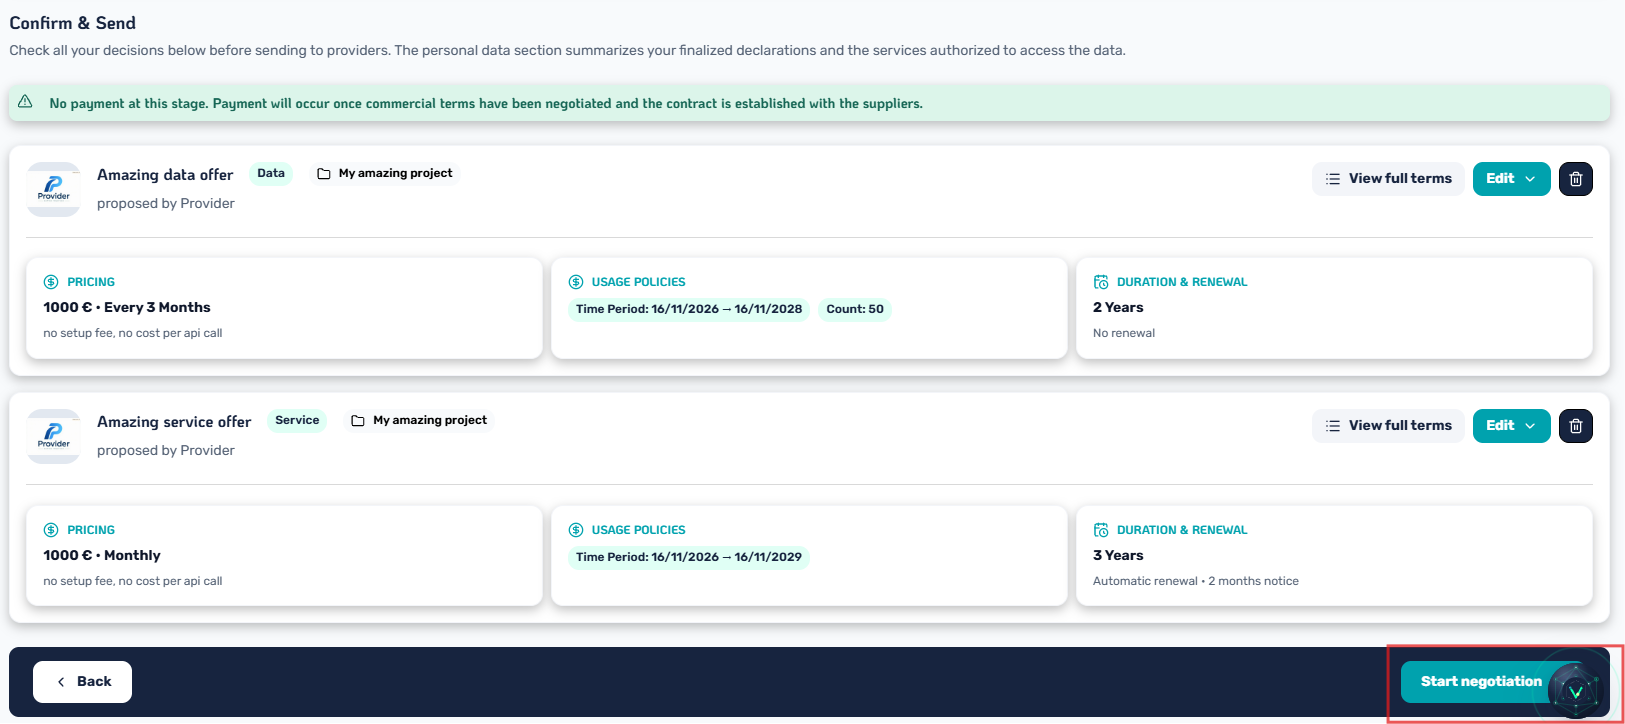 Confirm & Send
Check all your decisions below before sending to providers. The personal data section summarizes your finalized declarations and the services authorized to access the data.
No payment at this stage. Payment will occur once commercial terms have been negotiated and the contract is established with the suppliers.
Provider
Amazing data offer Data My amazing project
proposed by Provider
View full terms Edit
PRICING
1000 € • Every 3 Months
no setup fee, no cost per api call
USAGE POLICIES
Time Period: 16/11/2026 → 16/11/2028 Count: 50
DURATION & RENEWAL
2 Years
No renewal
Provider
Amazing service offer Service My amazing project
proposed by Provider
View full terms Edit
PRICING
1000 € • Monthly
no setup fee, no cost per api call
USAGE POLICIES
Time Period: 16/11/2026 → 16/11/2029
DURATION & RENEWAL
3 Years
Automatic renewal • 2 months notice
Back
Start negotiation